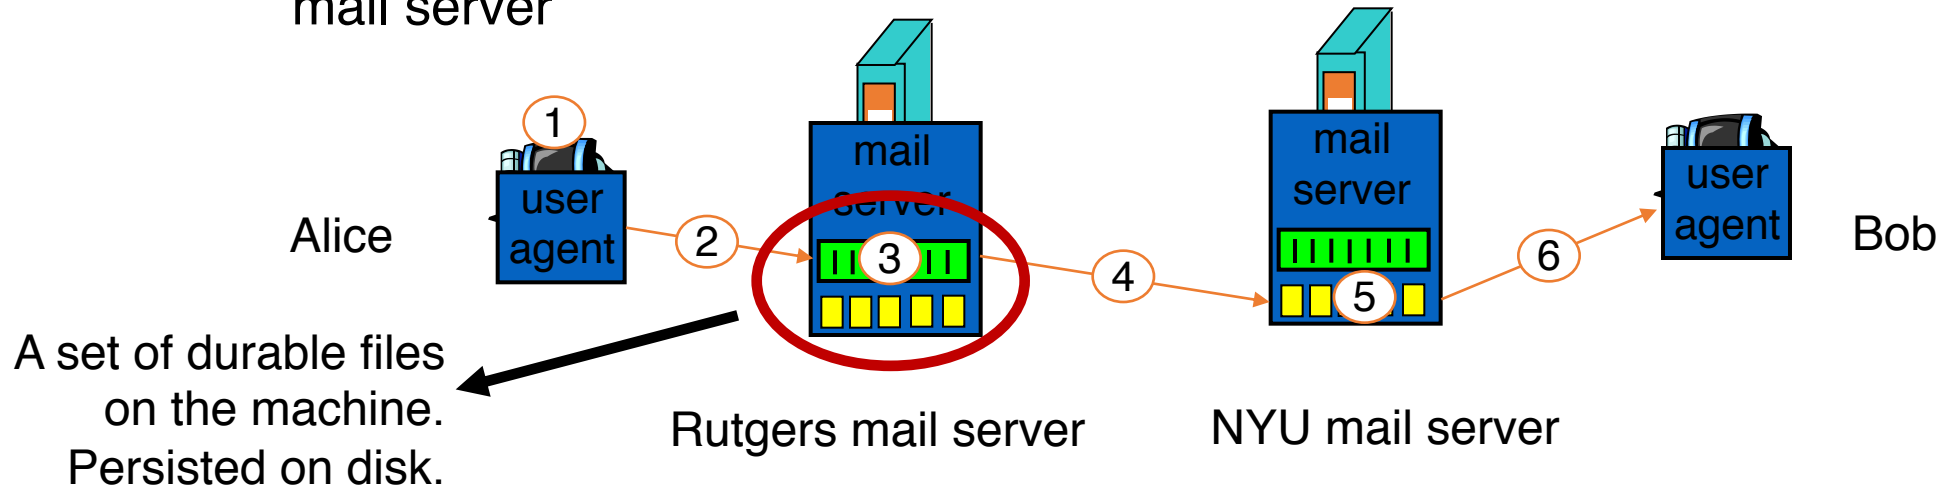 mail server
1
mail
server
mail
server
user
agent
user
agent
Alice
2
3
4
5
6
Bob
A set of durable files
on the machine.
Persisted on disk.
Rutgers mail server
NYU mail server